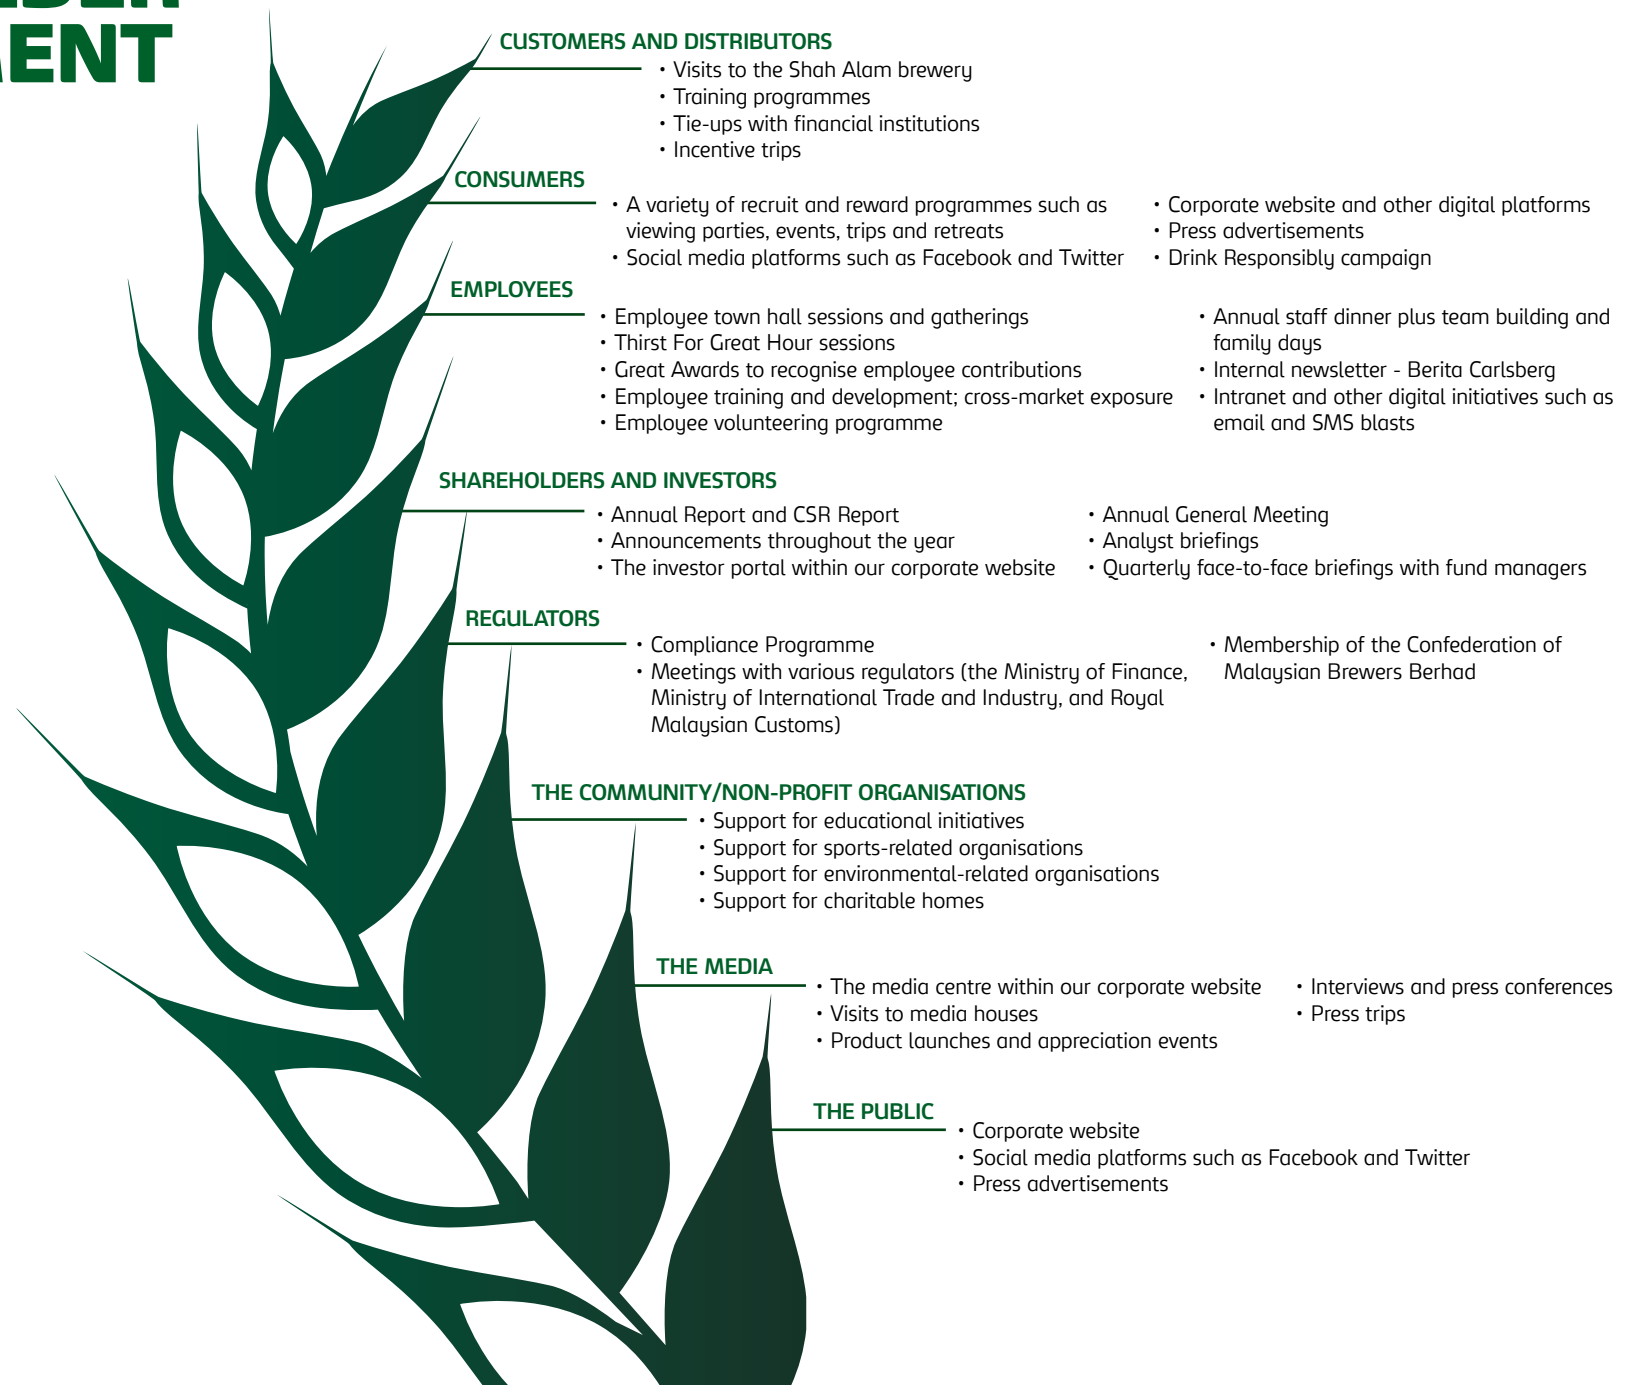 MENT
CUSTOMERS AND DISTRIBUTORS
• Visits to the Shah Alam brewery
• Training programmes
• Tie-ups with financial institutions
• Incentive trips
CONSUMERS
• A variety of recruit and reward programmes such as
viewing parties, events, trips and retreats
• Social media platforms such as Facebook and Twitter
• Corporate website and other digital platforms
• Press advertisements
• Drink Responsibly campaign
EMPLOYEES
• Employee town hall sessions and gatherings
• Thirst For Great Hour sessions
• Great Awards to recognise employee contributions
• Employee training and development; cross-market exposure
• Employee volunteering programme
• Annual staff dinner plus team building and
family days
• Internal newsletter - Berita Carlsberg
• Intranet and other digital initiatives such as
email and SMS blasts
SHAREHOLDERS AND INVESTORS
• Annual Report and CSR Report
• Announcements throughout the year
• The investor portal within our corporate website
• Annual General Meeting
• Analyst briefings
• Quarterly face-to-face briefings with fund managers
REGULATORS
• Compliance Programme
• Meetings with various regulators (the Ministry of Finance,
Ministry of International Trade and Industry, and Royal
Malaysian Customs)
• Membership of the Confederation of
Malaysian Brewers Berhad
THE COMMUNITY/NON-PROFIT ORGANISATIONS
• Support for educational initiatives
• Support for sports-related organisations
• Support for environmental-related organisations
• Support for charitable homes
THE MEDIA
• The media centre within our corporate website
• Visits to media houses
• Product launches and appreciation events
• Interviews and press conferences
• Press trips
THE PUBLIC
• Corporate website
• Social media platforms such as Facebook and Twitter
• Press advertisements